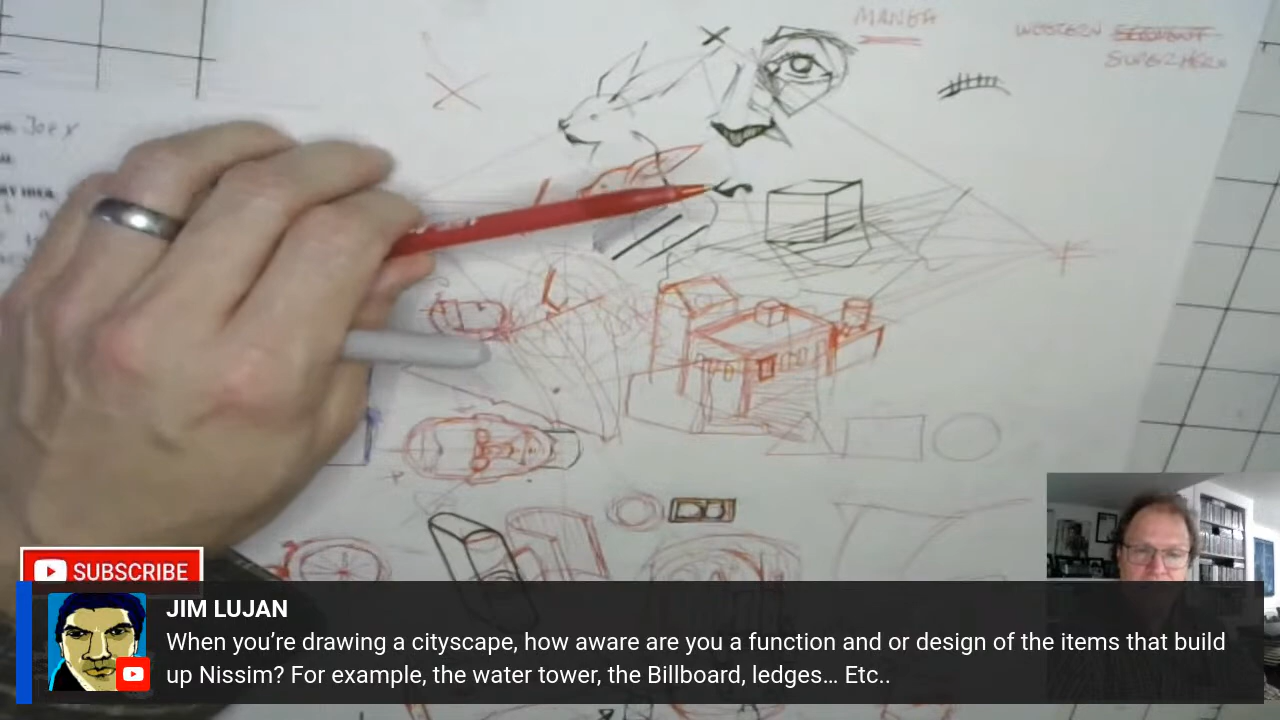 MANGA
WESTERN
SUPERHERO
Joey
SUBSCRIBE
JIM LUJAN
When you’re drawing a cityscape, how aware are you a function and or design of the items that build
up Nissim? For example, the water tower, the Billboard, ledges… Etc..